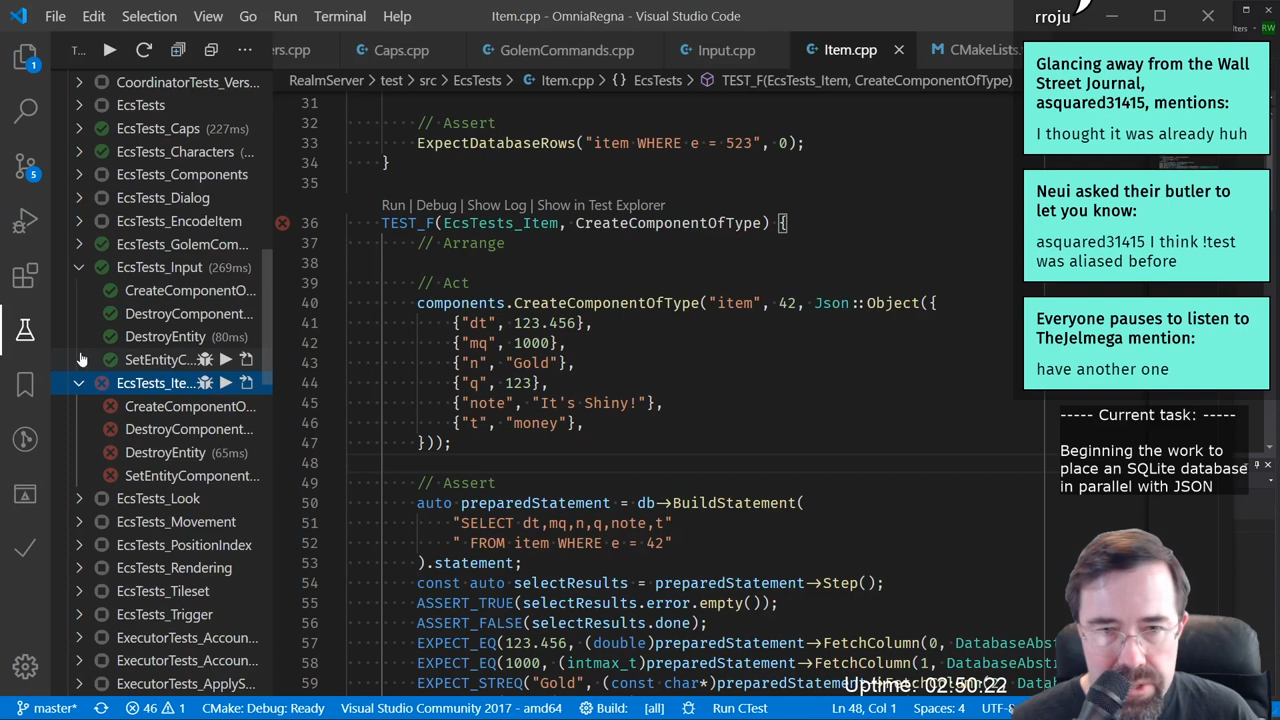 File Edit Selection View Go Run Terminal Help
Item.cpp - OmniaRegna - Visual Studio Code
rroju
T...
ers.cpp
Caps.cpp
GolemCommands.cpp
Input.cpp
Item.cpp
CMakeLists.
RealmServer > test > src > EcsTests > Item.cpp > {} EcsTests > TEST_F(EcsTests_Item, CreateComponentOfType)
1
5
CoordinatorTests_Vers...
EcsTests
EcsTests_Caps (227ms)
EcsTests_Characters (...
EcsTests_Components
EcsTests_Dialog
EcsTests_EncodeItem
EcsTests_GolemCom...
EcsTests_Input (269ms)
CreateComponentO...
DestroyComponent...
DestroyEntity (80ms)
SetEntityC...
EcsTests_Ite...
CreateComponentO...
DestroyComponent...
DestroyEntity (65ms)
SetEntityComponent...
EcsTests_Look
EcsTests_Movement
EcsTests_PositionIndex
EcsTests_Rendering
EcsTests_Tileset
EcsTests_Trigger
ExecutorTests_Accoun...
ExecutorTests_Accoun...
ExecutorTests_ApplyS...
31
32 // Assert
33 ExpectDatabaseRows("item WHERE e = 523", 0);
34 }
35
Run | Debug | Show Log | Show in Test Explorer
36 TEST_F(EcsTests_Item, CreateComponentOfType) {
37 // Arrange
38
39 // Act
40 components.CreateComponentOfType("item", 42, Json::Object({
41 {"dt", 123.456},
42 {"mq", 1000},
43 {"n", "Gold"},
44 {"q", 123},
45 {"note", "It's Shiny!"},
46 {"t", "money"},
47 }));
48
49 // Assert
50 auto preparedStatement = db->BuildStatement(
51 "SELECT dt,mq,n,q,note,t"
52 " FROM item WHERE e = 42"
53 ).statement;
54 const auto selectResults = preparedStatement->Step();
55 ASSERT_TRUE(selectResults.error.empty());
56 ASSERT_FALSE(selectResults.done);
57 EXPECT_EQ(123.456, (double)preparedStatement->FetchColumn(0, DatabaseAbst
58 EXPECT_EQ(1000, (intmax_t)preparedStatement->FetchColumn(1, DatabaseAbst
59 EXPECT_STREQ("Gold", (const char*)preparedStatement->FetchColumn(2, Dat
Glancing away from the Wall
Street Journal,
asquared31415, mentions:
I thought it was already huh
Neui asked their butler to
let you know:
asquared31415 I think !test
was aliased before
Everyone pauses to listen to
TheJelmega mention:
have another one
----- Current task: -----
Beginning the work to
place an SQLite database
in parallel with JSON
Uptime: 02:50:22
master*
46 1
CMake: Debug: Ready
Visual Studio Community 2017 - amd64
Build:
[all]
Run CTest
Ln 48, Col 1
Spaces: 4